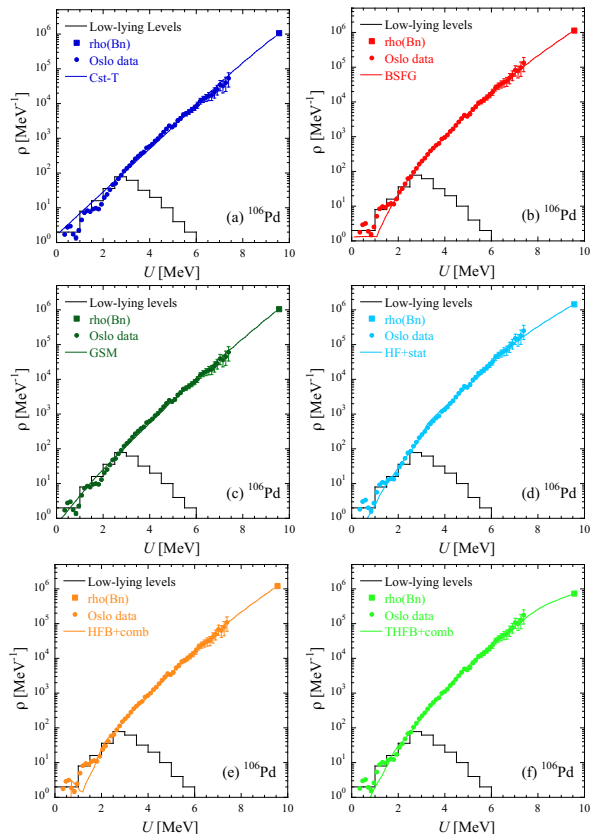 Low-lying Levels
rho(Bn)
Oslo data
Cst-T
(a) ¹⁰⁶Pd
ρ [MeV⁻¹]
10⁶
10⁵
10⁴
10³
10²
10¹
10⁰
0 2 4 6 8 10
U [MeV]
Low-lying Levels
rho(Bn)
Oslo data
BSFG
(b) ¹⁰⁶Pd
ρ [MeV⁻¹]
10⁶
10⁵
10⁴
10³
10²
10¹
10⁰
0 2 4 6 8 10
U [MeV]
Low-lying levels
rho(Bn)
Oslo data
GSM
(c) ¹⁰⁶Pd
ρ [MeV⁻¹]
10⁶
10⁵
10⁴
10³
10²
10¹
10⁰
0 2 4 6 8 10
U [MeV]
Low-lying levels
rho(Bn)
Oslo data
HF+stat
(d) ¹⁰⁶Pd
ρ [MeV⁻¹]
10⁶
10⁵
10⁴
10³
10²
10¹
10⁰
0 2 4 6 8 10
U [MeV]
Low-lying levels
rho(Bn)
Oslo data
HFB+comb
(e) ¹⁰⁶Pd
ρ [MeV⁻¹]
10⁶
10⁵
10⁴
10³
10²
10¹
10⁰
0 2 4 6 8 10
U [MeV]
Low-lying levels
rho(Bn)
Oslo data
THFB+comb
(f) ¹⁰⁶Pd
ρ [MeV⁻¹]
10⁶
10⁵
10⁴
10³
10²
10¹
10⁰
0 2 4 6 8 10
U [MeV]